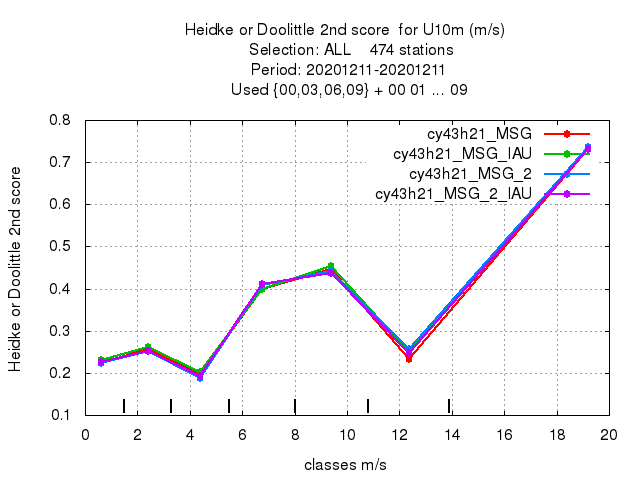 Heidke or Doolittle 2nd score  for U10m (m/s)
Selection: ALL    474 stations
Period: 20201211-20201211
Used {00,03,06,09} + 00 01 ... 09
Heidke or Doolittle 2nd score
0.8
0.7
0.6
0.5
0.4
0.3
0.2
0.1
cy43h21_MSG
cy43h21_MSG_IAU
cy43h21_MSG_2
cy43h21_MSG_2_IAU
0 2 4 6 8 10 12 14 16 18 20
classes m/s